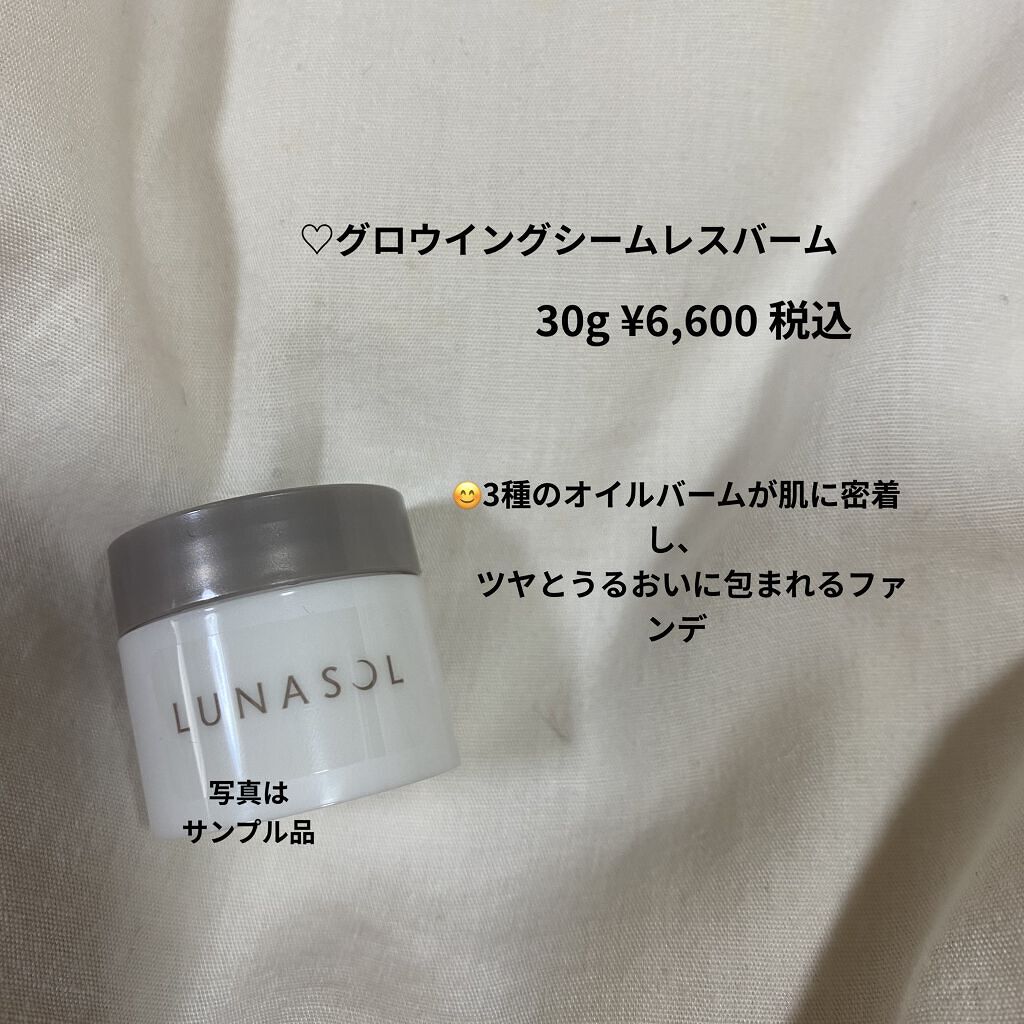 ♡グロウイングシームレスバーム
30g ¥6,600 税込
😊3種のオイルバームが肌に密着
し、
ツヤとうるおいに包まれるファ
ンデ
LUNASOL
写真は
サンプル品